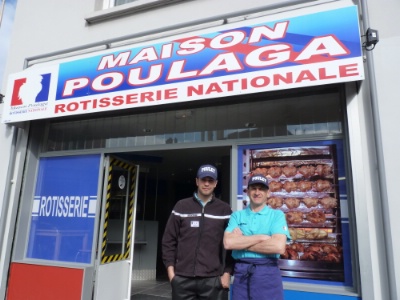 MAISON
POULAGA
ROTISSERIE NATIONALE
ROTISSERIE